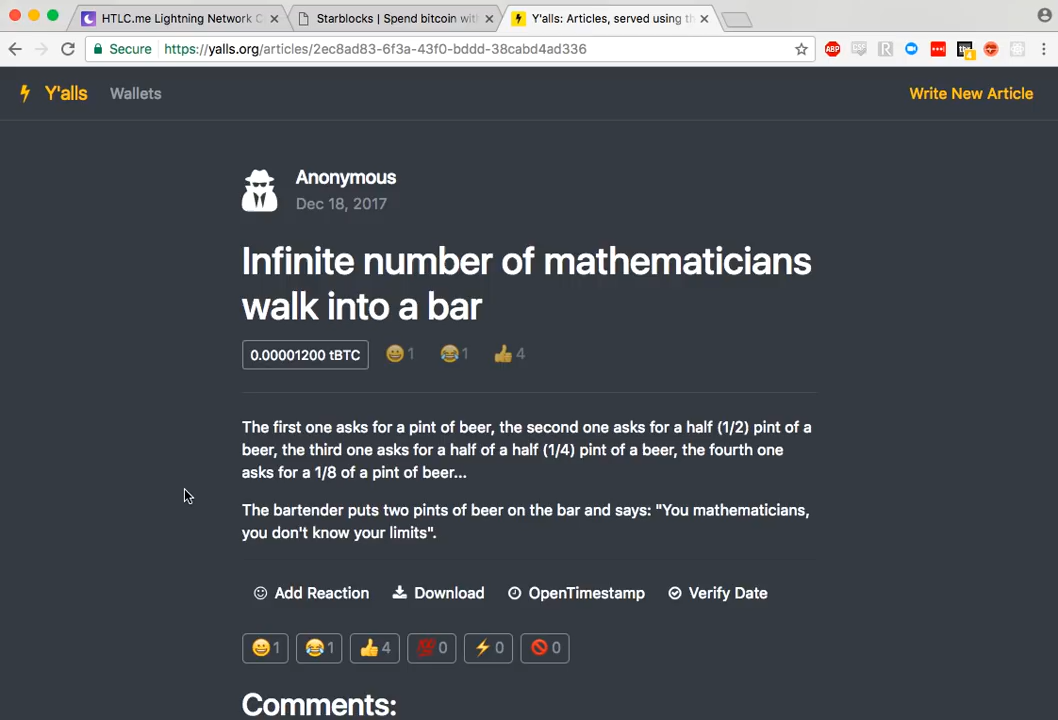 HTLC.me Lightning Network C
Starblocks | Spend bitcoin wit
Y'alls: Articles, served using th
Secure
https://yalls.org/articles/2ec8ad83-6f3a-43f0-bddd-38cabd4ad336
ABP
CSF
R
Y'alls
Wallets
Write New Article
Anonymous
Dec 18, 2017
Infinite number of mathematicians
walk into a bar
0.00001200 tBTC
1
1
4
The first one asks for a pint of beer, the second one asks for a half (1/2) pint of a
beer, the third one asks for a half of a half (1/4) pint of a beer, the fourth one
asks for a 1/8 of a pint of beer...
The bartender puts two pints of beer on the bar and says: "You mathematicians,
you don't know your limits".
Add Reaction
Download
OpenTimestamp
Verify Date
1
1
4
0
0
0
Comments: